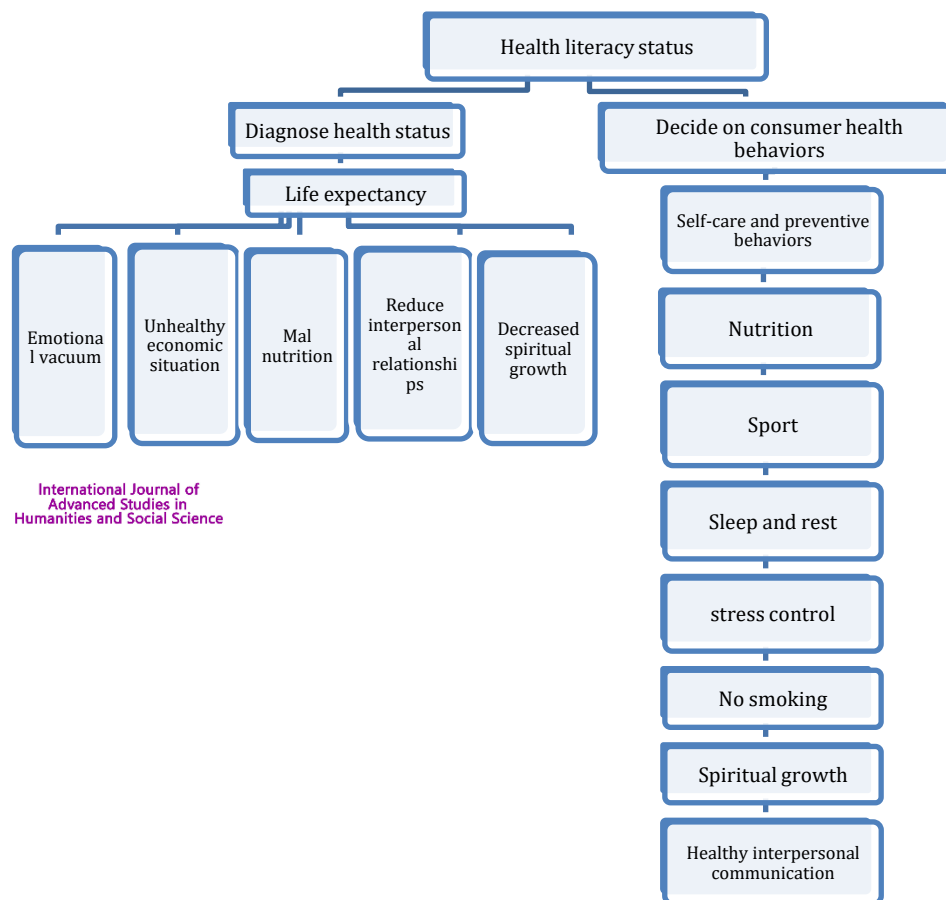 Health literacy status
Diagnose health status
Decide on consumer health
behaviors
Life expectancy
Emotiona
l vacuum
Unhealthy
economic
situation
Mal
nutrition
Reduce
interperson
al
relationshi
ps
Decreased
spiritual
growth
Self-care and preventive
behaviors
Nutrition
Sport
Sleep and rest
stress control
No smoking
Spiritual growth
Healthy interpersonal
communication
International Journal of
Advanced Studies in
Humanities and Social Science